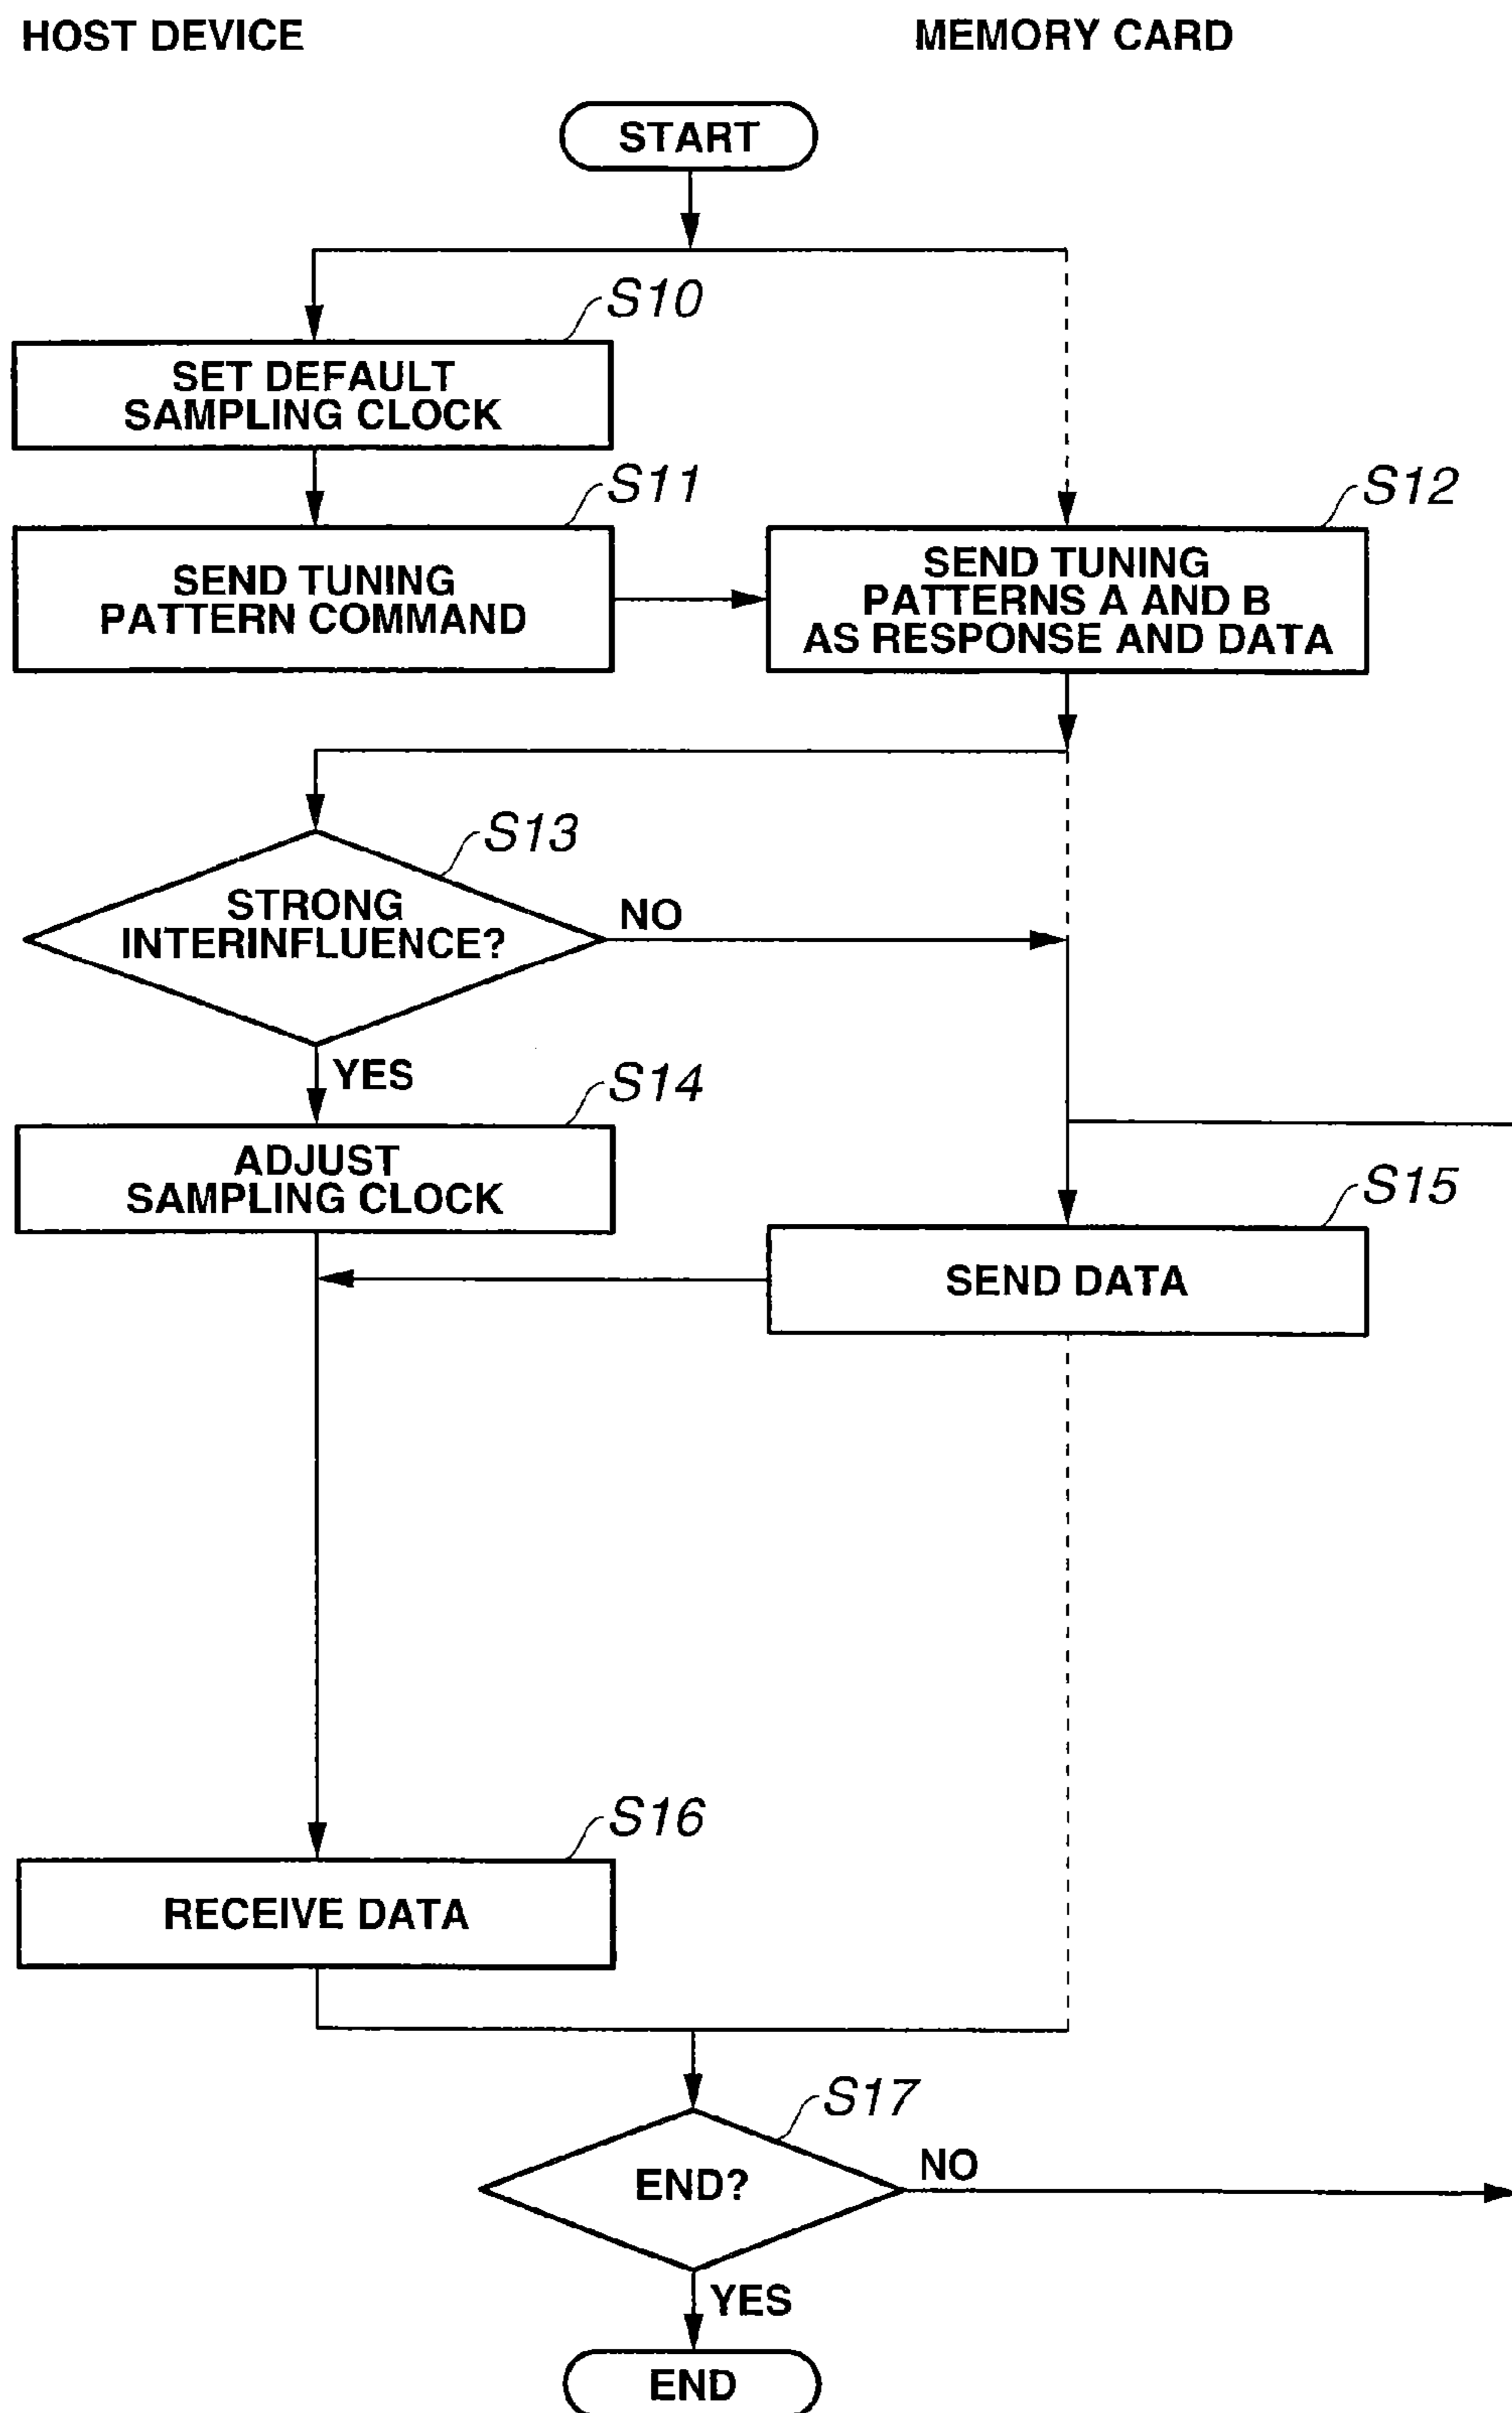 HOST DEVICE
MEMORY CARD
START
S10
SET DEFAULT
SAMPLING CLOCK
S11
SEND TUNING
PATTERN COMMAND
S12
SEND TUNING
PATTERNS A AND B
AS RESPONSE AND DATA
S13
STRONG
INTERINFLUENCE?
NO
YES
S14
ADJUST
SAMPLING CLOCK
S15
SEND DATA
S16
RECEIVE DATA
S17
END?
NO
YES
END